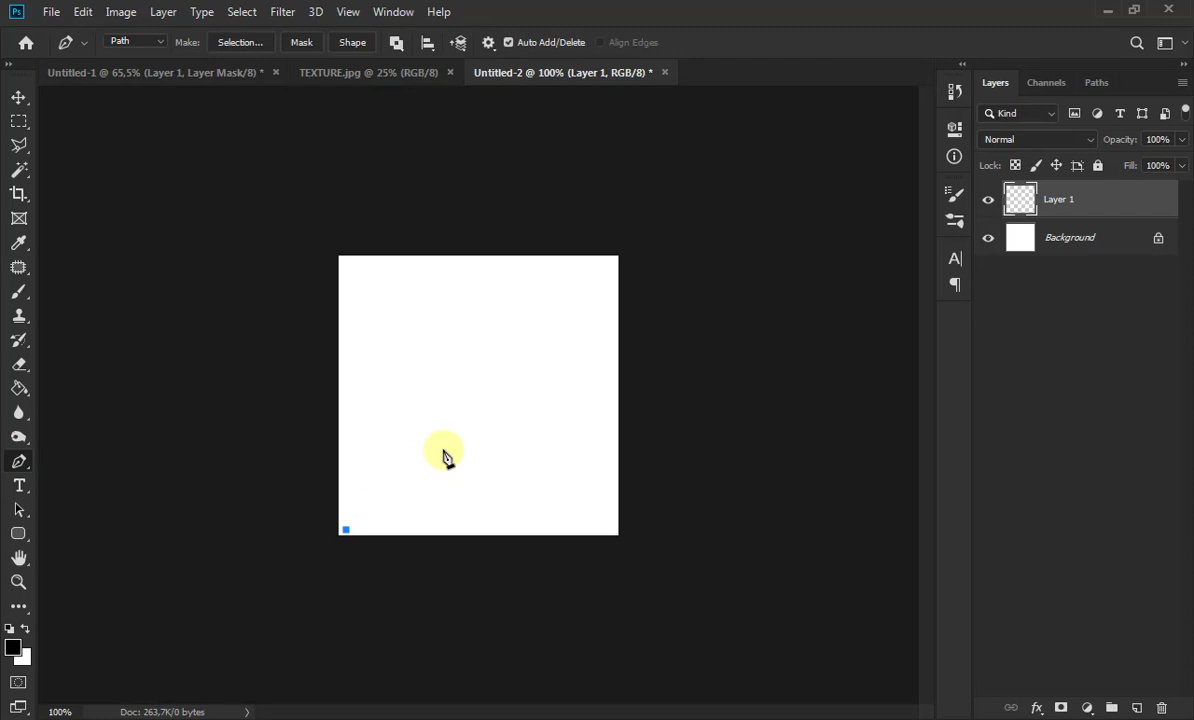 Ps File Edit Image Layer Type Select Filter 3D View Window Help
Path Make: Selection... Mask Shape Auto Add/Delete Align Edges
Untitled-1 @ 65,5% (Layer 1, Layer Mask/8) * TEXTURE.jpg @ 25% (RGB/8) Untitled-2 @ 100% (Layer 1, RGB/8) *
Layers Channels Paths
Kind
Normal Opacity: 100%
Lock: Fill: 100%
Layer 1
Background
100% Doc: 263,7K/0 bytes